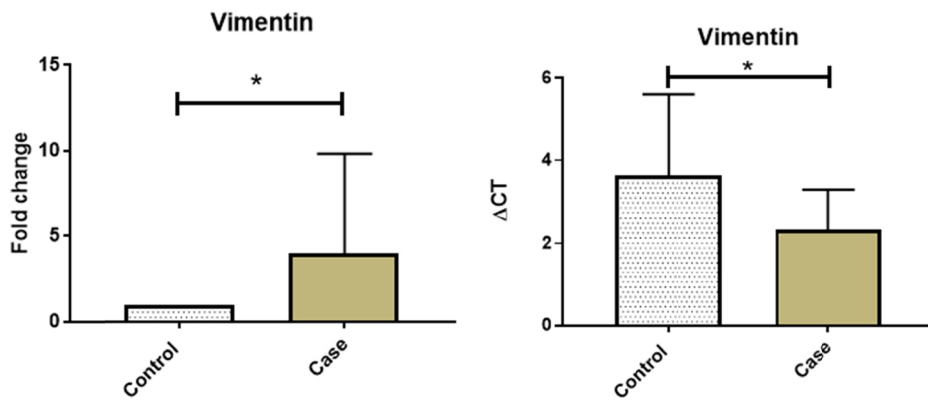 Vimentin
15
10
5
0
Fold change
*
Control
Case
Vimentin
6
4
2
0
ΔCT
*
Control
Case